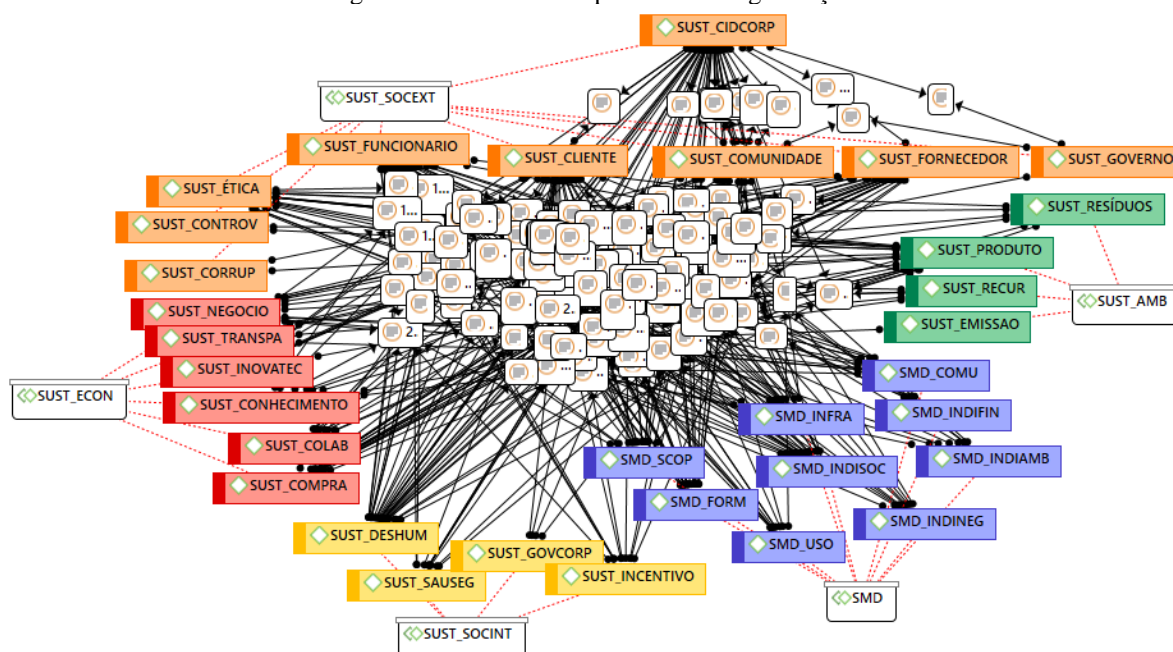 SUST_CIDCORP
SUST_SOCEXT
SUST_FUNCIONARIO
SUST_CLIENTE
SUST_COMUNIDADE
SUST_FORNECEDOR
SUST_GOVERNO
SUST_ÉTICA
SUST_CONTROV
SUST_CORRUP
SUST_RESÍDUOS
SUST_PRODUTO
SUST_RECUR
SUST_EMISSAO
SUST_AMB
SUST_NEGOCIO
SUST_TRANSPA
SUST_INOVATEC
SUST_ECON
SUST_CONHECIMENTO
SUST_COLAB
SUST_COMPRA
SMD_COMU
SMD_INFRA
SMD_INDIFIN
SMD_SCOP
SMD_INDISOC
SMD_INDIAMB
SMD_FORM
SMD_INDINEG
SMD_USO
SUST_DESHUM
SUST_GOVCORP
SUST_SAUSEG
SUST_INCENTIVO
SMD
SUST_SOCINT